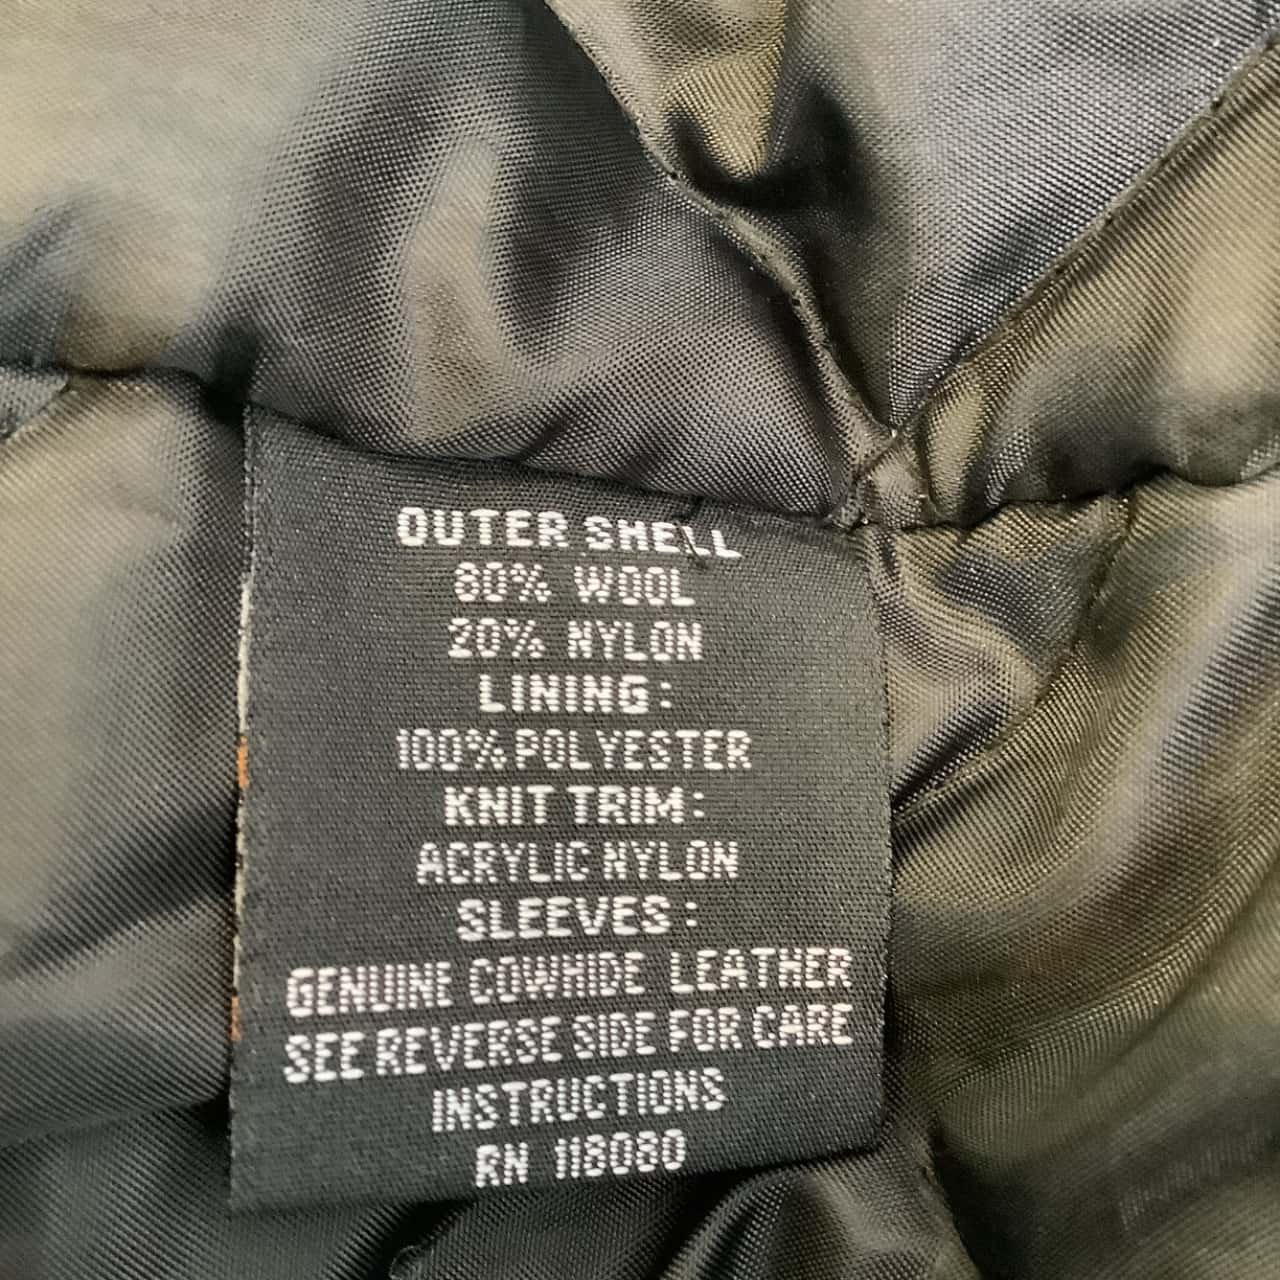 OUTER SHELL
80% WOOL
20% NYLON
LINING:
100% POLYESTER
KNIT TRIM:
ACRYLIC NYLON
SLEEVES:
GENUINE COWHIDE LEATHER
SEE REVERSE SIDE FOR CARE
INSTRUCTIONS
RN 118080